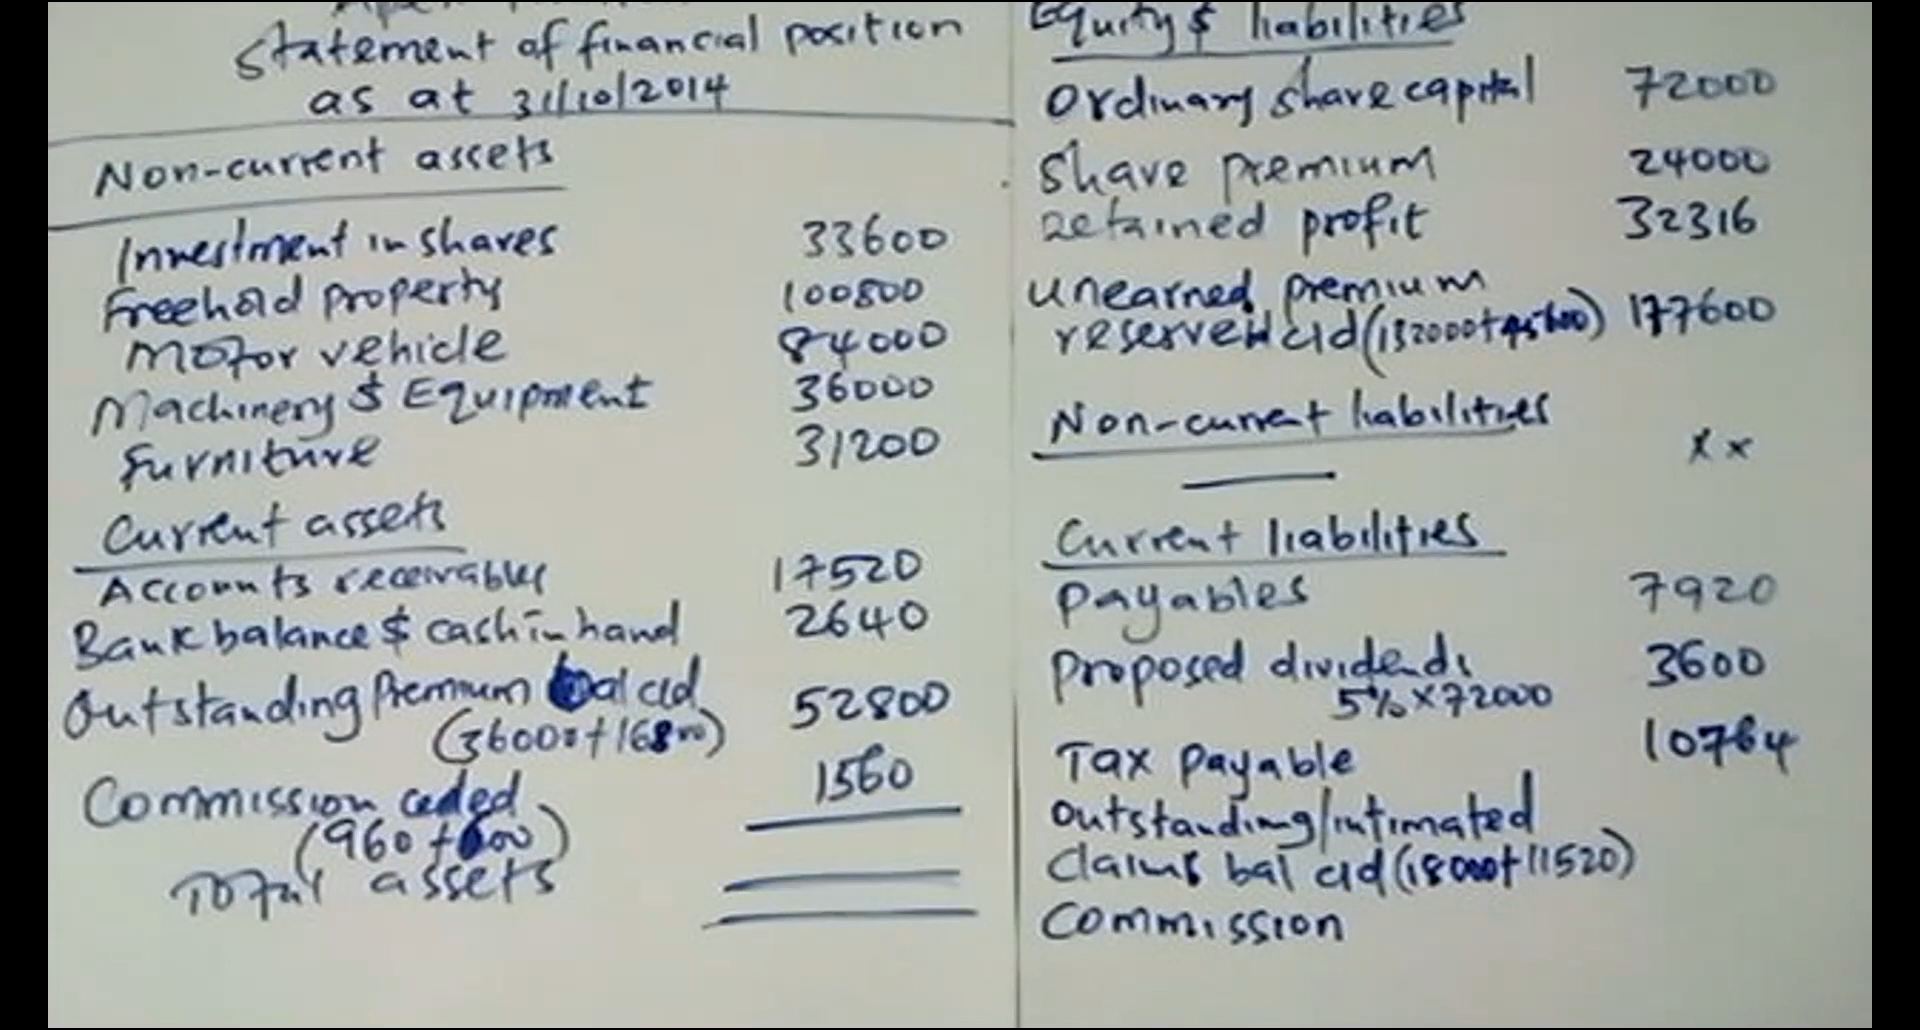 Statement of financial position
as at 31/10/2014
Non-current assets
Investment in shares 33600
Freehold property 100800
Motor vehicle 84000
Machinery & Equipment 36000
Furniture 31200
Current assets
Accounts receivables 17520
Bank balance & cash in hand 2640
Outstanding Premium bal c/d 52800
(36000+16800)
Commission ceded 1560
(960+600)
Total assets
Equity & liabilities
Ordinary share capital 72000
Share premium 24000
retained profit 32316
unearned premium
reserve c/d (132000+45600) 177600
Non-current liabilities
xx
Current liabilities
Payables 7920
Proposed dividends 3600
5% x 72000
Tax payable 10764
Outstanding/intimated
Claims bal c/d (18000+11520)
Commission